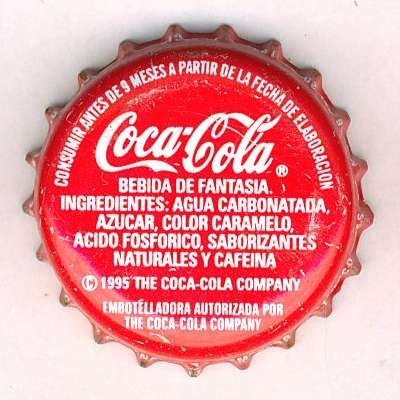 CONSUMIR ANTES DE 9 MESES A PARTIR DE LA FECHA DE ELABORACION
Coca-Cola ®
BEBIDA DE FANTASIA.
INGREDIENTES: AGUA CARBONATADA,
AZUCAR, COLOR CARAMELO,
ACIDO FOSFORICO, SABORIZANTES
NATURALES Y CAFEINA
© 1995 THE COCA-COLA COMPANY
EMBOTELLADORA AUTORIZADA POR
THE COCA-COLA COMPANY